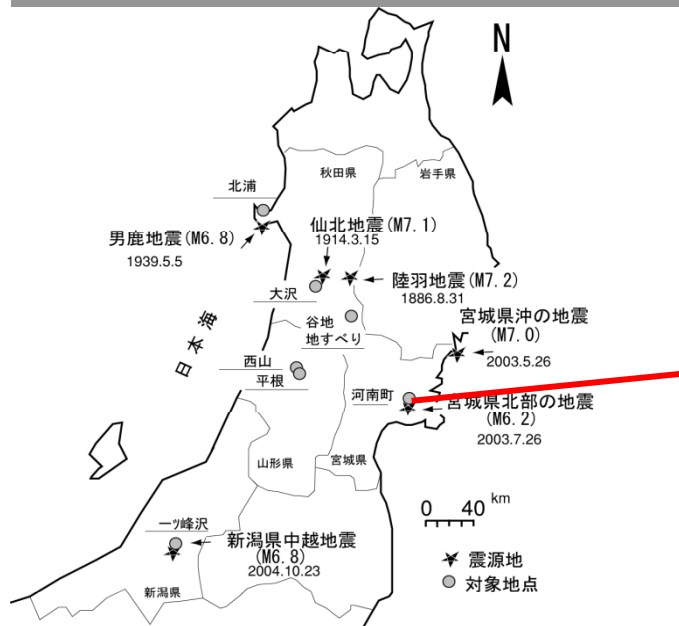 N
秋田県
岩手県
北浦
男鹿地震(M6.8)
1939.5.5
仙北地震(M7.1)
1914.3.15
陸羽地震(M7.2)
1886.8.31
大沢
谷地
地すべり
宮城県沖の地震
(M7.0)
2003.5.26
日本海
西山
平根
河南町
宮城県北部の地震
(M6.2)
2003.7.26
山形県
宮城県
0 40 km
一ツ峰沢
新潟県中越地震
(M6.8)
2004.10.23
新潟県
震源地
対象地点